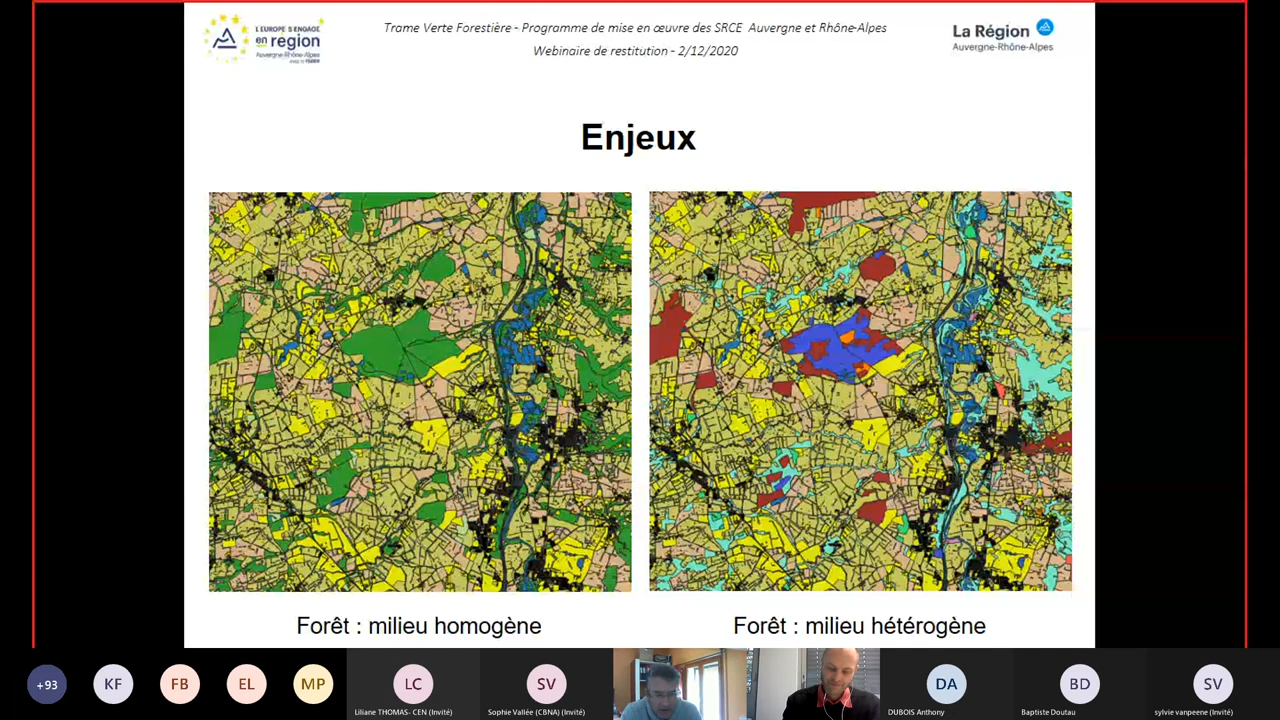 L'EUROPE S'ENGAGE
en région
Auvergne-Rhône-Alpes
Trame Verte Forestière - Programme de mise en œuvre des SRCE Auvergne et Rhône-Alpes
Webinaire de restitution - 2/12/2020
La Région
Auvergne-Rhône-Alpes
Enjeux
Forêt : milieu homogène
Forêt : milieu hétérogène
+93
KF
FB
EL
MP
LC
SV
DA
BD
SV
Liliane THOMAS- CEN (Invité)
Sophie Vallée (CBNA) (Invité)
DUBOIS Anthony
Baptiste Doutau
sylvie vanpeene (Invité)